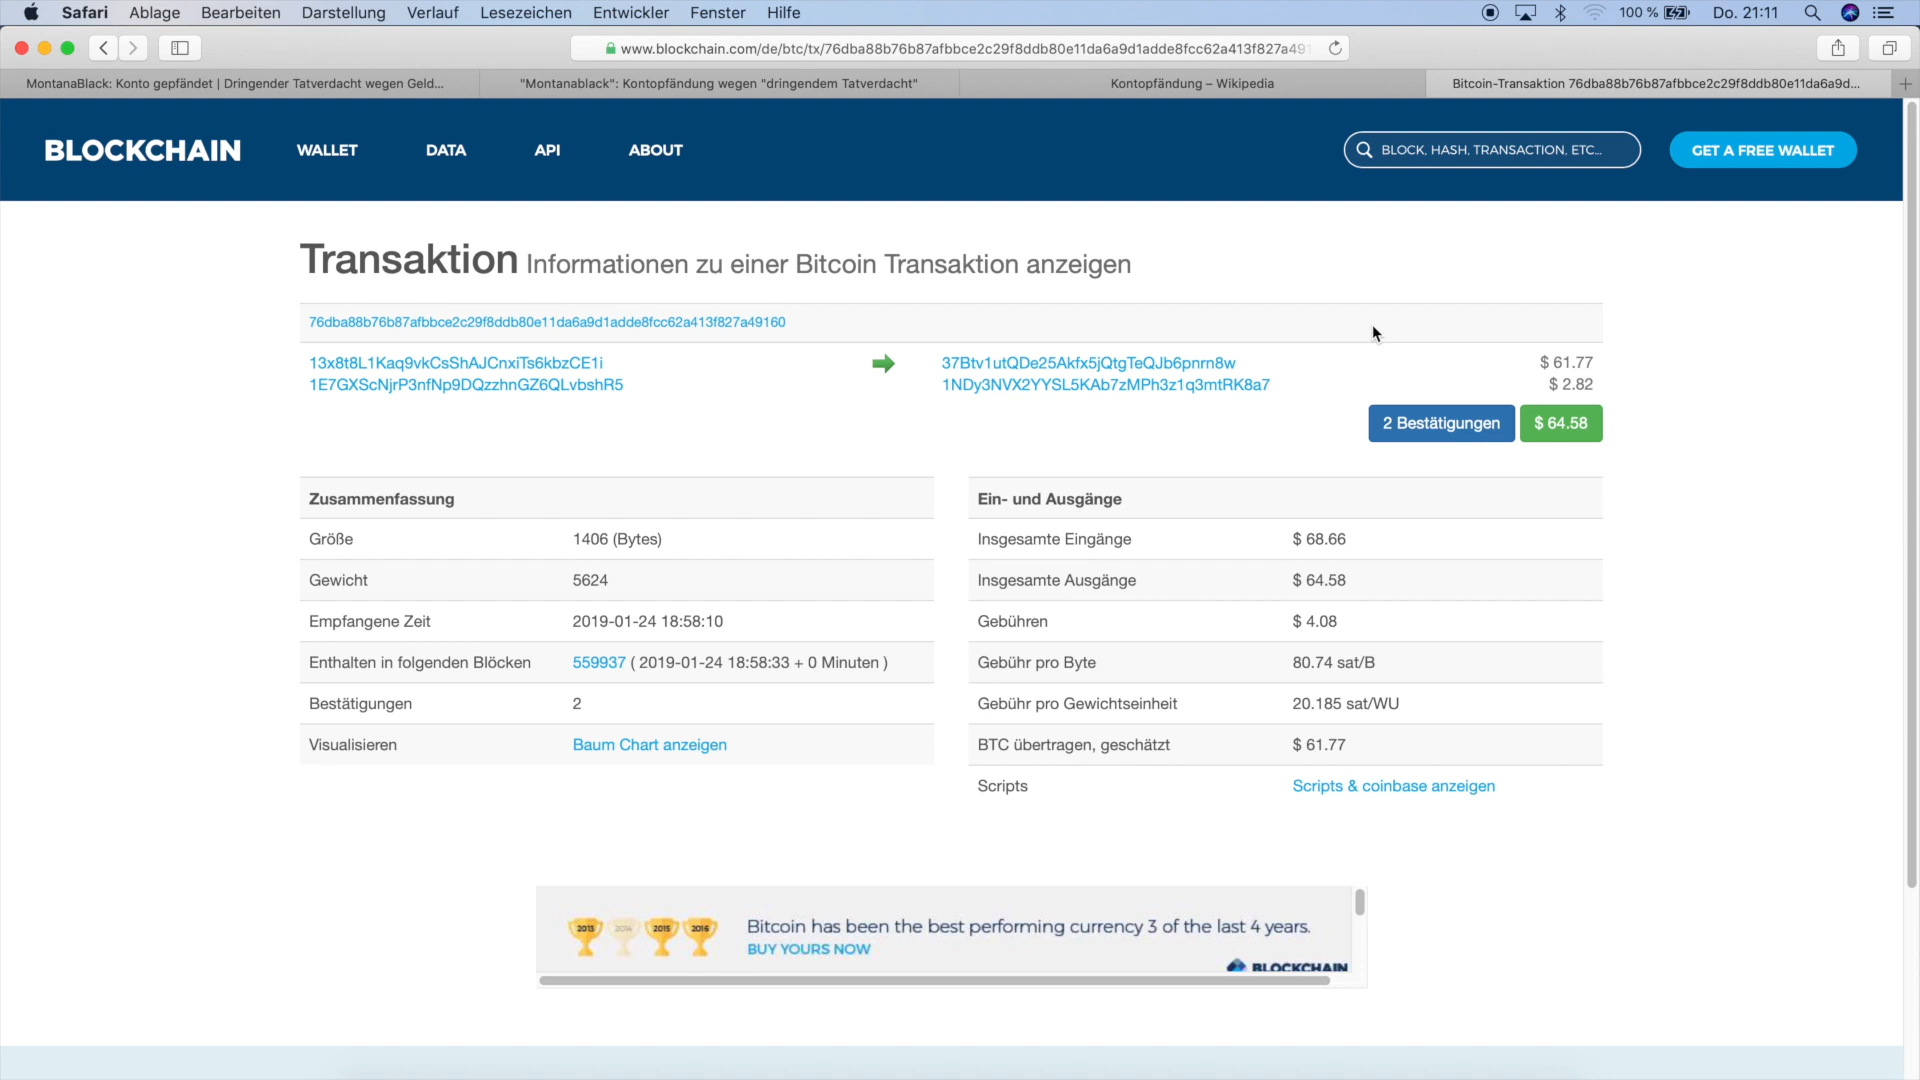 Safari Ablage Bearbeiten Darstellung Verlauf Lesezeichen Entwickler Fenster Hilfe 100 % Do. 21:11
www.blockchain.com/de/btc/tx/76dba88b76b87afbbce2c29f8ddb80e11da6a9d1adde8fcc62a413f827a491
MontanaBlack: Konto gepfändet | Dringender Tatverdacht wegen Geld... "Montanablack": Kontopfändung wegen "dringendem Tatverdacht" Kontopfändung – Wikipedia Bitcoin-Transaktion 76dba88b76b87afbbce2c29f8ddb80e11da6a9d...
BLOCKCHAIN WALLET DATA API ABOUT BLOCK, HASH, TRANSACTION, ETC... GET A FREE WALLET
Transaktion Informationen zu einer Bitcoin Transaktion anzeigen
76dba88b76b87afbbce2c29f8ddb80e11da6a9d1adde8fcc62a413f827a49160
13x8t8L1Kaq9vkCsShAJCnxiTs6kbzCE1i 37Btv1utQDe25Akfx5jQtgTeQJb6pnrn8w $ 61.77
1E7GXScNjrP3nfNp9DQzzhnGZ6QLvbshR5 1NDy3NVX2YYSL5KAb7zMPh3z1q3mtRK8a7 $ 2.82
2 Bestätigungen $ 64.58
Zusammenfassung
Größe 1406 (Bytes)
Gewicht 5624
Empfangene Zeit 2019-01-24 18:58:10
Enthalten in folgenden Blöcken 559937 ( 2019-01-24 18:58:33 + 0 Minuten )
Bestätigungen 2
Visualisieren Baum Chart anzeigen
Ein- und Ausgänge
Insgesamte Eingänge $ 68.66
Insgesamte Ausgänge $ 64.58
Gebühren $ 4.08
Gebühr pro Byte 80.74 sat/B
Gebühr pro Gewichtseinheit 20.185 sat/WU
BTC übertragen, geschätzt $ 61.77
Scripts Scripts & coinbase anzeigen
2013 2014 2015 2016
Bitcoin has been the best performing currency 3 of the last 4 years.
BUY YOURS NOW
BLOCKCHAIN